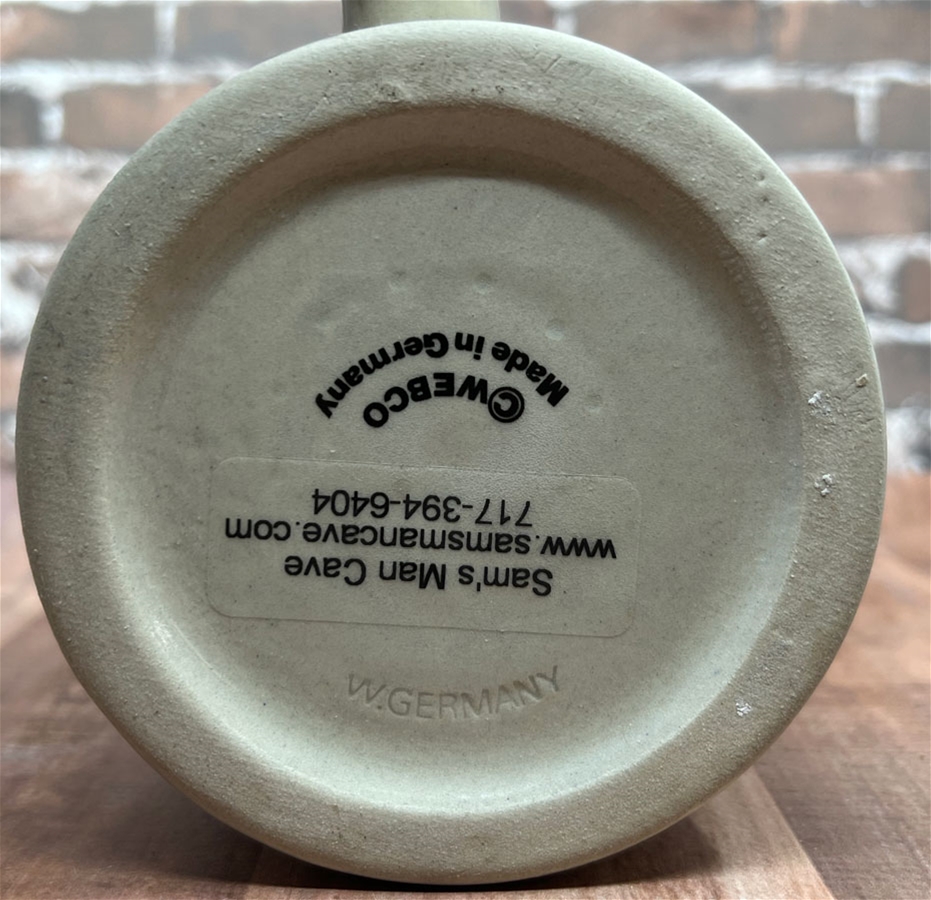 Made in Germany
©WEBCO
Sam's Man Cave
www.samsmancave.com
717-394-6404
W.GERMANY